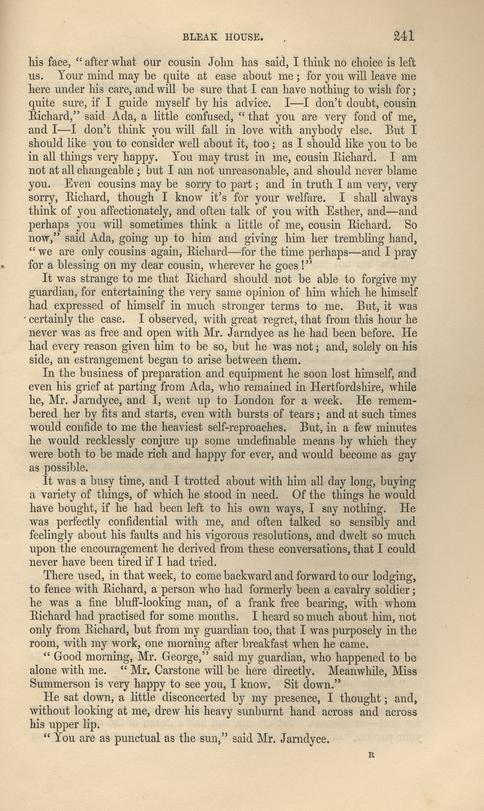 BLEAK HOUSE. 241
his face, “after what our cousin John has said, I think no choice is left
us. Your mind may be quite at ease about me; for you will leave me
here under his care, and will be sure that I can have nothing to wish for;
quite sure, if I guide myself by his advice. I—I don’t doubt, cousin
Richard,” said Ada, a little confused, “that you are very fond of me,
and I—I don’t think you will fall in love with anybody else. But I
should like you to consider well about it, too; as I should like you to be
in all things very happy. You may trust in me, cousin Richard. I am
not at all changeable; but I am not unreasonable, and should never blame
you. Even cousins may be sorry to part; and in truth I am very, very
sorry, Richard, though I know it’s for your welfare. I shall always
think of you affectionately, and often talk of you with Esther, and—and
perhaps you will sometimes think a little of me, cousin Richard. So
now,” said Ada, going up to him and giving him her trembling hand,
“we are only cousins again, Richard—for the time perhaps—and I pray
for a blessing on my dear cousin, wherever he goes!”
It was strange to me that Richard should not be able to forgive my
guardian, for entertaining the very same opinion of him which he himself
had expressed of himself in much stronger terms to me. But, it was
certainly the case. I observed, with great regret, that from this hour he
never was as free and open with Mr. Jarndyce as he had been before. He
had every reason given him to be so, but he was not; and, solely on his
side, an estrangement began to arise between them.
In the business of preparation and equipment he soon lost himself, and
even his grief at parting from Ada, who remained in Hertfordshire, while
he, Mr. Jarndyce, and I, went up to London for a week. He remem-
bered her by fits and starts, even with bursts of tears; and at such times
would confide to me the heaviest self-reproaches. But, in a few minutes
he would recklessly conjure up some undefinable means by which they
were both to be made rich and happy for ever, and would become as gay
as possible.
It was a busy time, and I trotted about with him all day long, buying
a variety of things, of which he stood in need. Of the things he would
have bought, if he had been left to his own ways, I say nothing. He
was perfectly confidential with me, and often talked so sensibly and
feelingly about his faults and his vigorous resolutions, and dwelt so much
upon the encouragement he derived from these conversations, that I could
never have been tired if I had tried.
There used, in that week, to come backward and forward to our lodging,
to fence with Richard, a person who had formerly been a cavalry soldier;
he was a fine bluff-looking man, of a frank free bearing, with whom
Richard had practised for some months. I heard so much about him, not
only from Richard, but from my guardian too, that I was purposely in the
room, with my work, one morning after breakfast when he came.
“Good morning, Mr. George,” said my guardian, who happened to be
alone with me. “Mr. Carstone will be here directly. Meanwhile, Miss
Summerson is very happy to see you, I know. Sit down.”
He sat down, a little disconcerted by my presence, I thought; and,
without looking at me, drew his heavy sunburnt hand across and across
his upper lip.
“You are as punctual as the sun,” said Mr. Jarndyce.
R